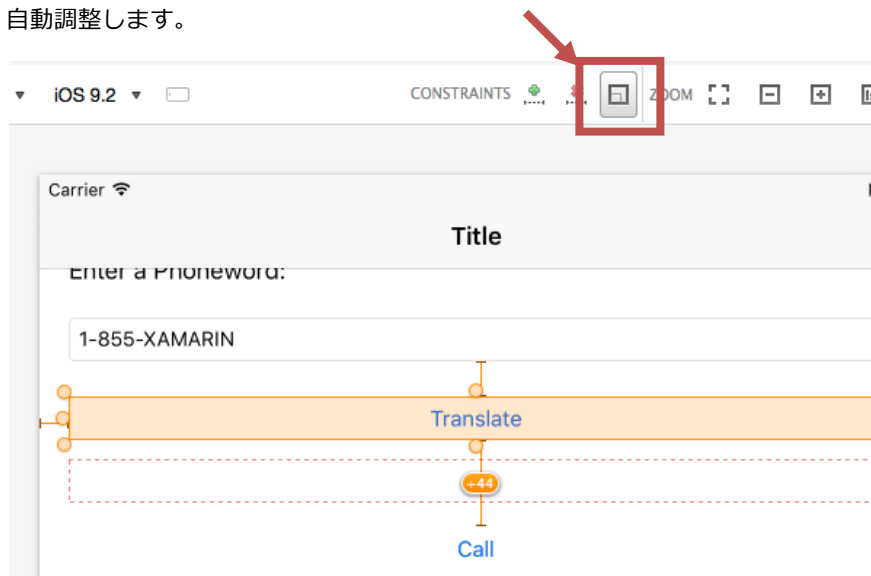 自動調整します。
iOS 9.2
CONSTRAINTS
ZOOM
Carrier
Title
Enter a Phoneword:
1-855-XAMARIN
Translate
+44
Call